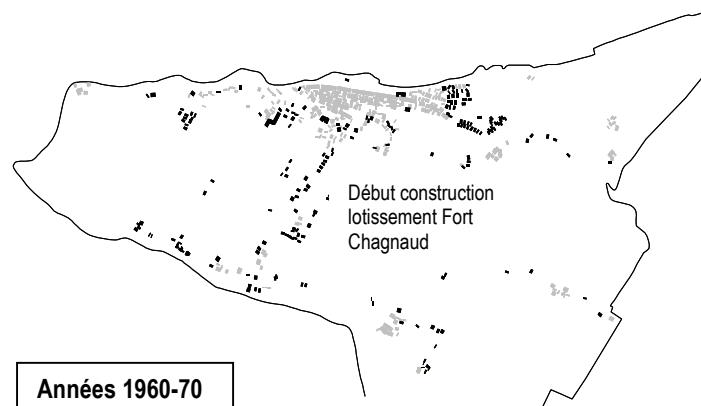 Début construction
lotissement Fort
Chagnaud
Années 1960-70